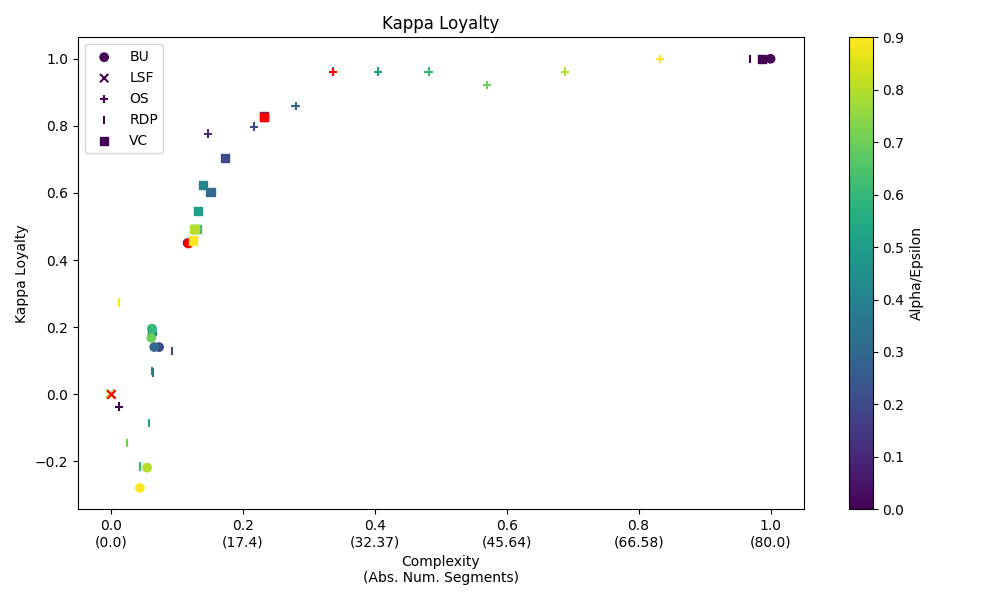 Kappa Loyalty
BU
LSF
OS
RDP
VC
Kappa Loyalty
1.0
0.8
0.6
0.4
0.2
0.0
−0.2
0.0 0.2 0.4 0.6 0.8 1.0
(0.0) (17.4) (32.37) (45.64) (66.58) (80.0)
Complexity
(Abs. Num. Segments)
0.9
0.8
0.7
0.6
0.5
0.4
0.3
0.2
0.1
0.0
Alpha/Epsilon